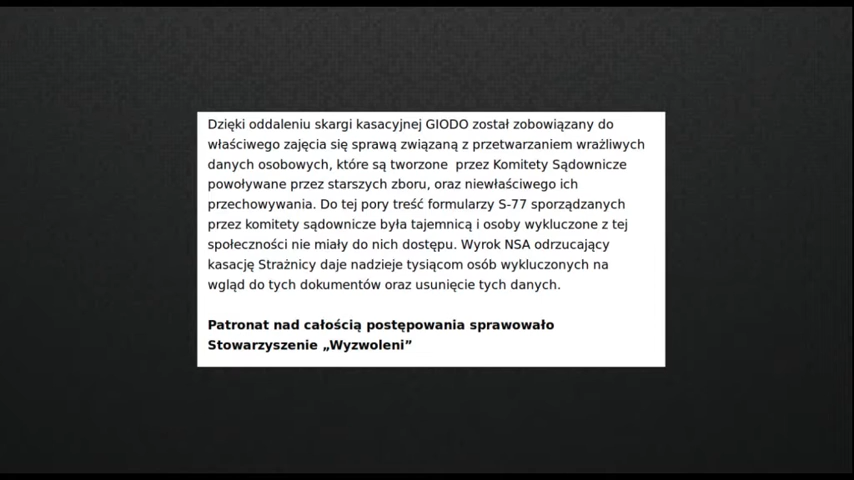 Dzięki oddaleniu skargi kasacyjnej GIODO został zobowiązany do
właściwego zajęcia się sprawą związaną z przetwarzaniem wrażliwych
danych osobowych, które są tworzone  przez Komitety Sądownicze
powoływane przez starszych zboru, oraz niewłaściwego ich
przechowywania. Do tej pory treść formularzy S-77 sporządzanych
przez komitety sądownicze była tajemnicą i osoby wykluczone z tej
społeczności nie miały do nich dostępu. Wyrok NSA odrzucający
kasację Strażnicy daje nadzieje tysiącom osób wykluczonych na
wgląd do tych dokumentów oraz usunięcie tych danych.
Patronat nad całością postępowania sprawowało
Stowarzyszenie „Wyzwoleni”